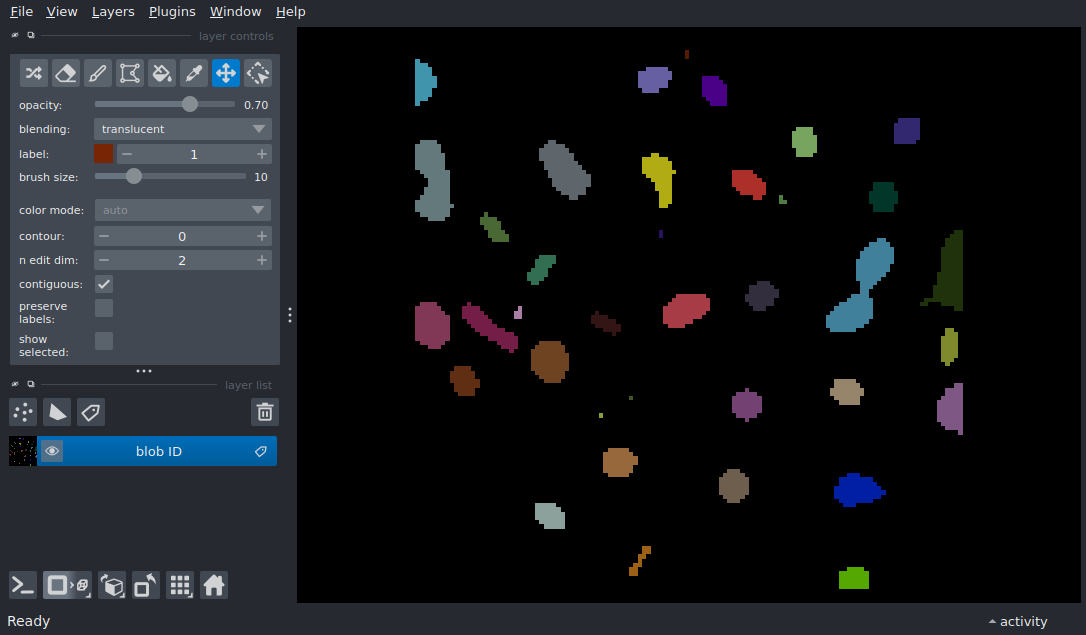 File View Layers Plugins Window Help
layer controls
opacity: 0.70
blending: translucent
label: 1
brush size: 10
color mode: auto
contour: 0
n edit dim: 2
contiguous:
preserve
labels:
show
selected:
layer list
blob ID
Ready
activity